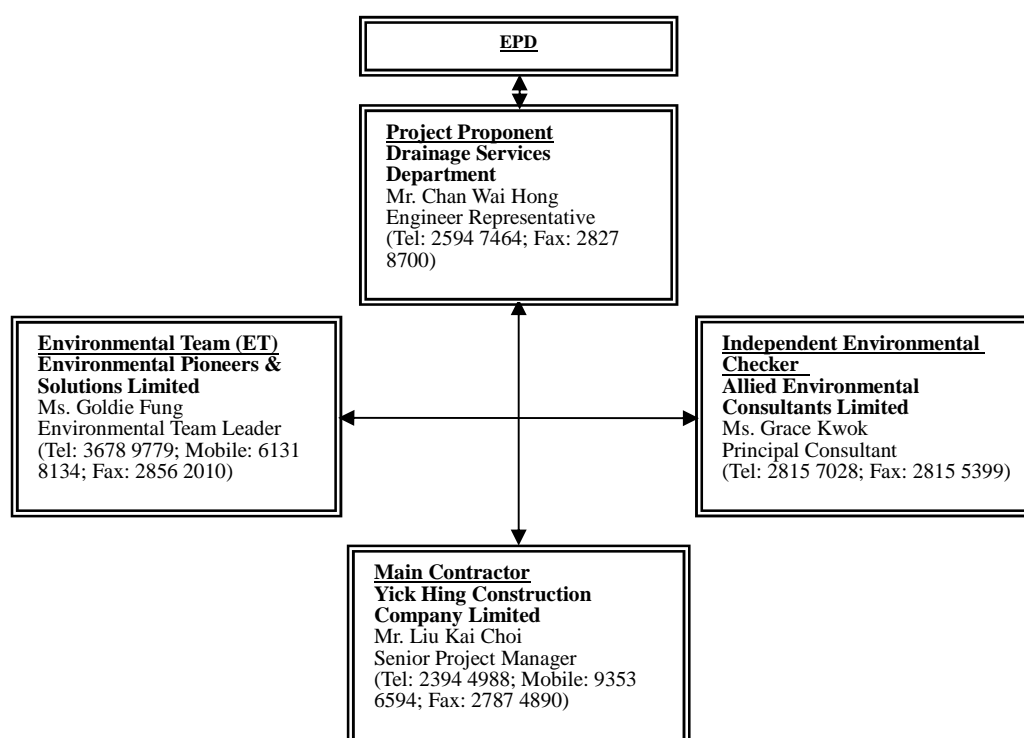 EPD
Project Proponent
Drainage Services
Department
Mr. Chan Wai Hong
Engineer Representative
(Tel: 2594 7464; Fax: 2827
8700)
Environmental Team (ET)
Environmental Pioneers &
Solutions Limited
Ms. Goldie Fung
Environmental Team Leader
(Tel: 3678 9779; Mobile: 6131
8134; Fax: 2856 2010)
Independent Environmental
Checker
Allied Environmental
Consultants Limited
Ms. Grace Kwok
Principal Consultant
(Tel: 2815 7028; Fax: 2815 5399)
Main Contractor
Yick Hing Construction
Company Limited
Mr. Liu Kai Choi
Senior Project Manager
(Tel: 2394 4988; Mobile: 9353
6594; Fax: 2787 4890)